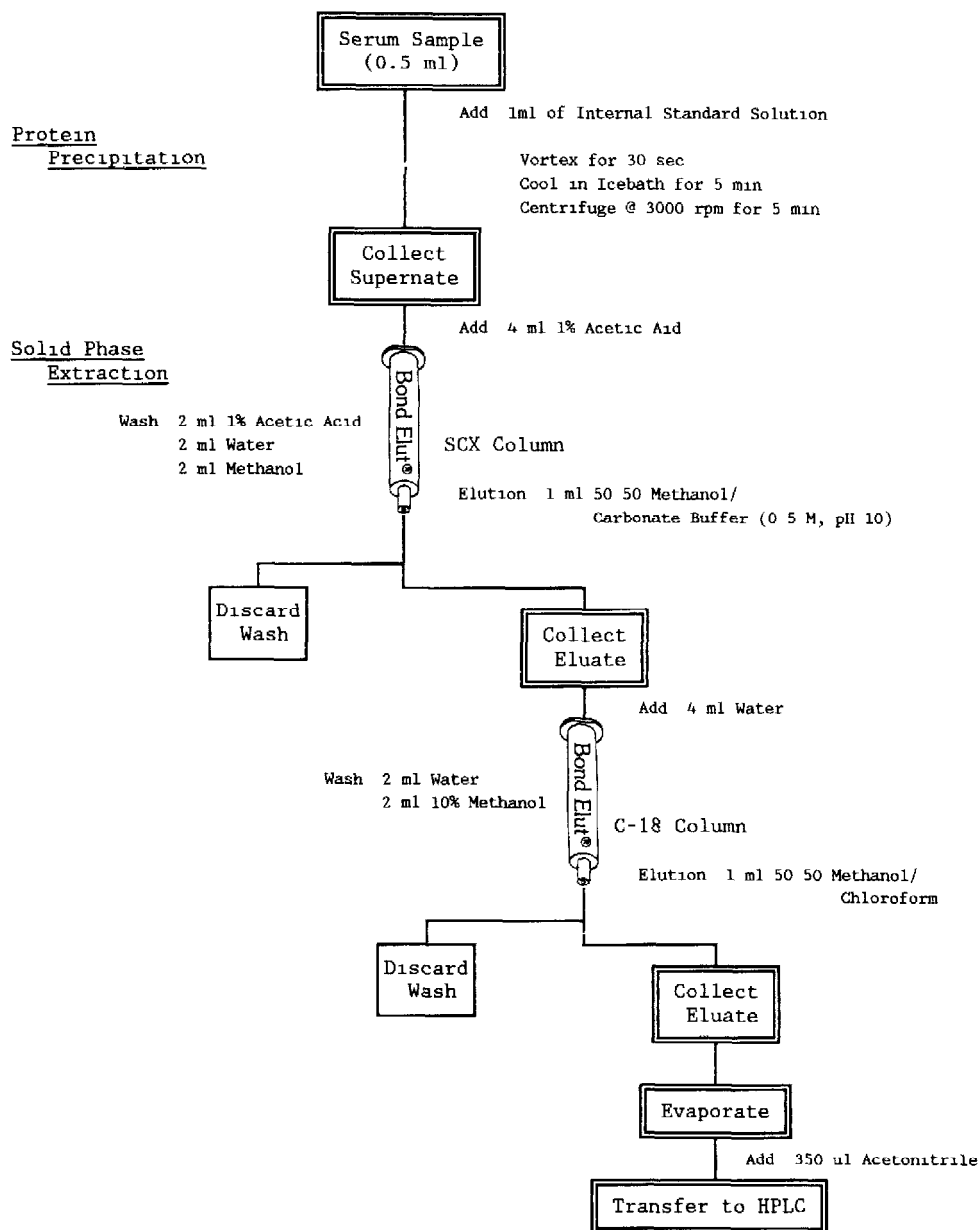 Serum Sample
(0.5 ml)
Add 1ml of Internal Standard Solution
Protein
Precipitation
Vortex for 30 sec
Cool in Icebath for 5 min
Centrifuge @ 3000 rpm for 5 min
Collect
Supernate
Add 4 ml 1% Acetic Aid
Solid Phase
Extraction
Bond Elut®
Wash 2 ml 1% Acetic Acid
2 ml Water
2 ml Methanol
SCX Column
Elution 1 ml 50 50 Methanol/
Carbonate Buffer (0 5 M, pH 10)
Discard
Wash
Collect
Eluate
Add 4 ml Water
Bond Elut®
Wash 2 ml Water
2 ml 10% Methanol
C-18 Column
Elution 1 ml 50 50 Methanol/
Chloroform
Discard
Wash
Collect
Eluate
Evaporate
Add 350 ul Acetonitrile
Transfer to HPLC